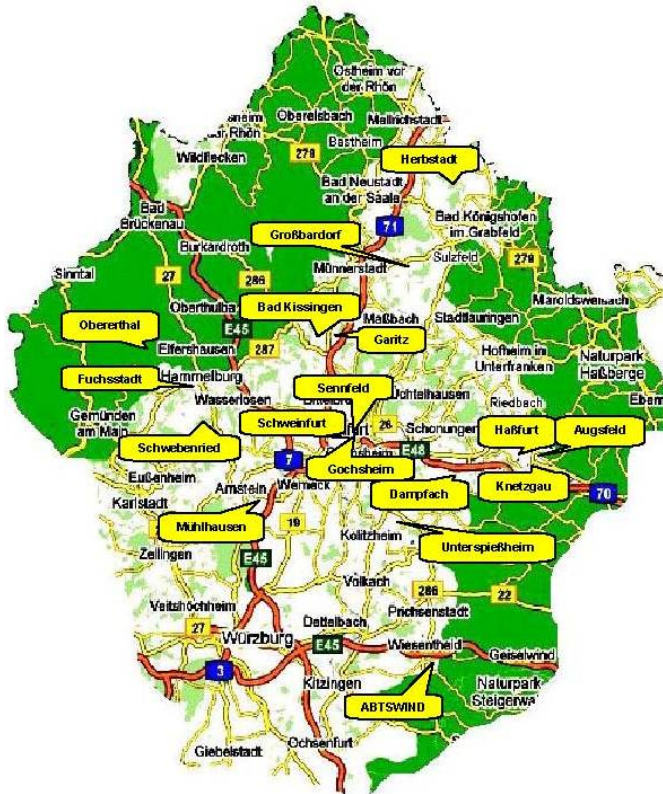 Ostheim vor
der Rhön
Oberelsbach
Mellrichstadt
der Rhön
Bastheim
Wildflecken
279
Herbstadt
Bad Neustadt
an der Saale
Bad
Brückenau
71
Bad Königshofen
im Grabfeld
Großbardorf
Burkardroth
Sulzfeld
279
Sinntal
27
286
Münnerstadt
Oberthulba
Bad Kissingen
Maroldsweisach
Maßbach
Stadtlauringen
Obererthal
E45
Garitz
Elfershausen
287
Hofheim in
Unterfranken
Naturpark
Haßberge
Fuchsstadt
Hammelburg
Sennfeld
Üchtelhausen
Wasserlosen
Riedbach
Gemünden
am Main
Schweinfurt
26
Schonungen
Haßfurt
Augsfeld
Schwebenried
E48
7
Gochsheim
Eußenheim
Arnstein
Werneck
Dampfach
Knetzgau
70
Karlstadt
Mühlhausen
19
Kolitzheim
Unterspießheim
Zellingen
E45
Volkach
286
22
Veitshöchheim
Prichsenstadt
27
Dettelbach
Würzburg
E45
Wiesentheid
Geiselwind
3
Kitzingen
Naturpark
Steigerwa
ABTSWIND
Ochsenfurt
Giebelstadt